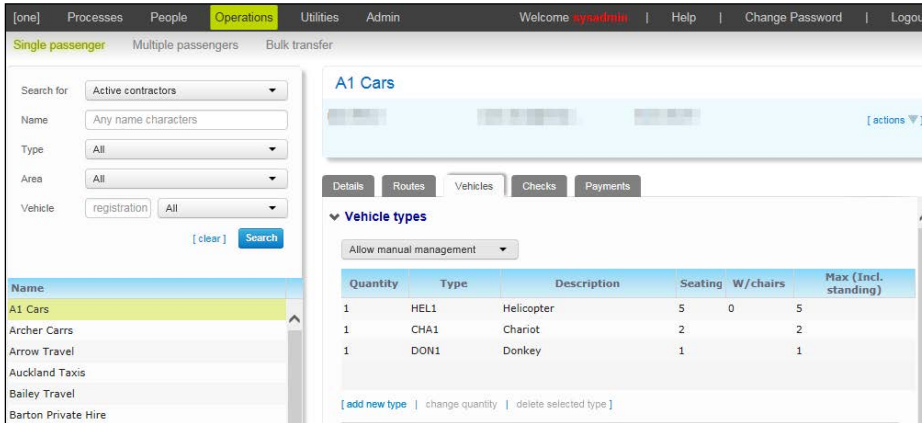 [one] Processes People Operations Utilities Admin Welcome sysadmin | Help | Change Password | Logou
Single passenger Multiple passengers Bulk transfer
Search for Active contractors
Name Any name characters
Type All
Area All
Vehicle registration All
[ clear ] Search
Name
A1 Cars
Archer Carrs
Arrow Travel
Auckland Taxis
Bailey Travel
Barton Private Hire
A1 Cars
[ actions ]
Details Routes Vehicles Checks Payments
Vehicle types
Allow manual management
Quantity Type Description Seating W/chairs Max (Incl. standing)
1 HEL1 Helicopter 5 0 5
1 CHA1 Chariot 2 2
1 DON1 Donkey 1 1
[ add new type | change quantity | delete selected type ]